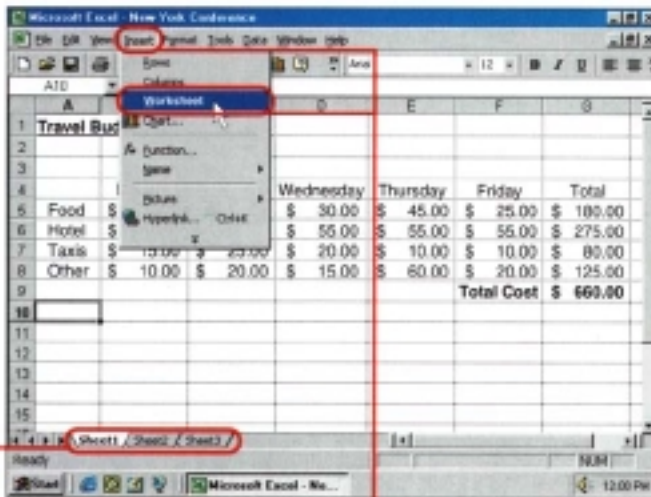 Microsoft Excel - New York Conference
File Edit View Insert Format Tools Data Window Help
Arial 12 B I U
A10
Rows
Columns
Worksheet
Chart...
Function...
Name
Picture
Hyperlink... Ctrl+K
A D E F G
1 Travel Bud
2
3
4 Wednesday Thursday Friday Total
5 Food $ $ 30.00 $ 45.00 $ 25.00 $ 180.00
6 Hotel $ $ 55.00 $ 55.00 $ 55.00 $ 275.00
7 Taxis $ 15.00 $ 25.00 $ 20.00 $ 10.00 $ 10.00 $ 80.00
8 Other $ 10.00 $ 20.00 $ 15.00 $ 60.00 $ 20.00 $ 125.00
9 Total Cost $ 660.00
10
11
12
13
14
15
Sheet1 Sheet2 Sheet3
Ready NUM
Start Microsoft Excel - Ne... 12:00 PM